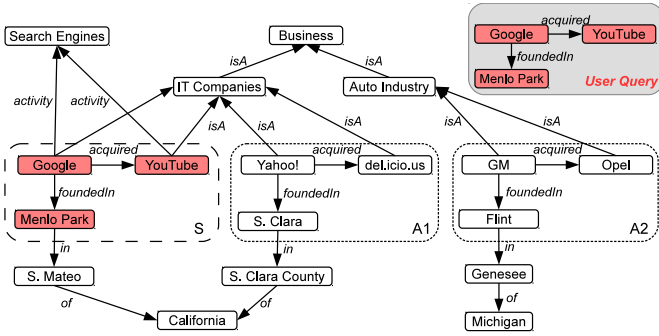 acquired
Google
YouTube
foundedIn
Menlo Park
User Query
Search Engines
Business
isA
isA
IT Companies
Auto Industry
activity
activity
isA
isA
isA
isA
isA
Google
acquired
YouTube
Yahoo!
acquired
del.icio.us
GM
acquired
Opel
foundedIn
foundedIn
foundedIn
Menlo Park
S
S. Clara
A1
Flint
A2
in
in
in
S. Mateo
S. Clara County
Genesee
of
of
of
California
Michigan